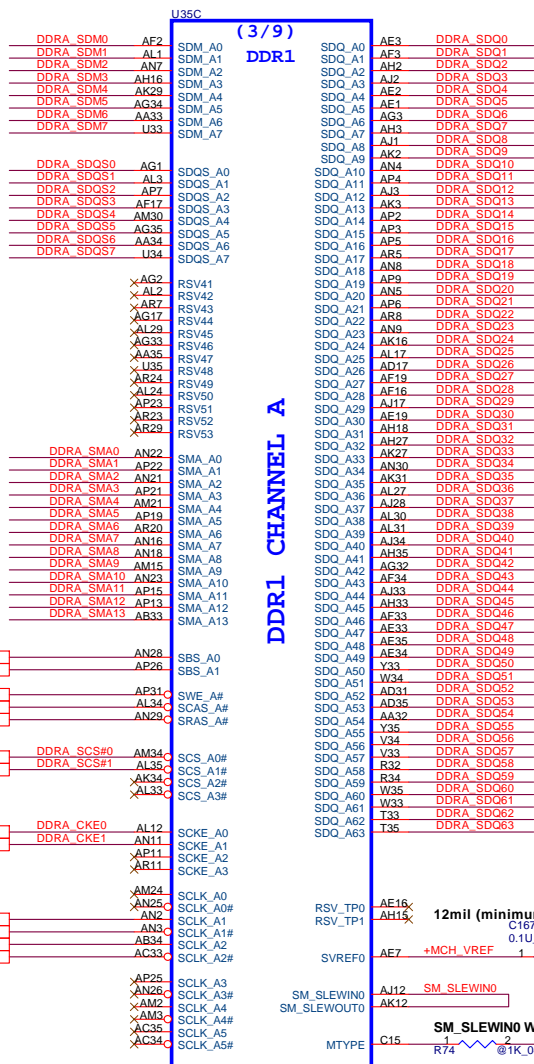 U35C
(3/9)
DDR1
DDR1 CHANNEL A
DDRA_SDM0 AF2 SDM_A0
DDRA_SDM1 AL1 SDM_A1
DDRA_SDM2 AN7 SDM_A2
DDRA_SDM3 AH16 SDM_A3
DDRA_SDM4 AK29 SDM_A4
DDRA_SDM5 AG34 SDM_A5
DDRA_SDM6 AA33 SDM_A6
DDRA_SDM7 U33 SDM_A7
DDRA_SDQS0 AG1 SDQS_A0
DDRA_SDQS1 AL3 SDQS_A1
DDRA_SDQS2 AP7 SDQS_A2
DDRA_SDQS3 AF17 SDQS_A3
DDRA_SDQS4 AM30 SDQS_A4
DDRA_SDQS5 AG35 SDQS_A5
DDRA_SDQS6 AA34 SDQS_A6
DDRA_SDQS7 U34 SDQS_A7
AG2 RSV41
AL2 RSV42
AR7 RSV43
AG17 RSV44
AL29 RSV45
AG33 RSV46
AA35 RSV47
U35 RSV48
AR24 RSV49
AL24 RSV50
AP23 RSV51
AR23 RSV52
AR29 RSV53
DDRA_SMA0 AN22 SMA_A0
DDRA_SMA1 AP22 SMA_A1
DDRA_SMA2 AN21 SMA_A2
DDRA_SMA3 AP21 SMA_A3
DDRA_SMA4 AM21 SMA_A4
DDRA_SMA5 AP19 SMA_A5
DDRA_SMA6 AR20 SMA_A6
DDRA_SMA7 AN16 SMA_A7
DDRA_SMA8 AN18 SMA_A8
DDRA_SMA9 AM15 SMA_A9
DDRA_SMA10 AN23 SMA_A10
DDRA_SMA11 AP15 SMA_A11
DDRA_SMA12 AP13 SMA_A12
DDRA_SMA13 AB33 SMA_A13
AN28 SBS_A0
AP26 SBS_A1
AP31 SWE_A#
AL34 SCAS_A#
AN29 SRAS_A#
DDRA_SCS#0 AM34 SCS_A0#
DDRA_SCS#1 AL35 SCS_A1#
AK34 SCS_A2#
AL33 SCS_A3#
DDRA_CKE0 AL12 SCKE_A0
DDRA_CKE1 AN11 SCKE_A1
AP11 SCKE_A2
AR11 SCKE_A3
AM24 SCLK_A0
AN25 SCLK_A0#
AN2 SCLK_A1
AN3 SCLK_A1#
AB34 SCLK_A2
AC33 SCLK_A2#
AP25 SCLK_A3
AN26 SCLK_A3#
AM2 SCLK_A4
AM3 SCLK_A4#
AC35 SCLK_A5
AC34 SCLK_A5#
SDQ_A0 AE3 DDRA_SDQ0
SDQ_A1 AF3 DDRA_SDQ1
SDQ_A2 AH2 DDRA_SDQ2
SDQ_A3 AJ2 DDRA_SDQ3
SDQ_A4 AE2 DDRA_SDQ4
SDQ_A5 AE1 DDRA_SDQ5
SDQ_A6 AG3 DDRA_SDQ6
SDQ_A7 AH3 DDRA_SDQ7
SDQ_A8 AJ1 DDRA_SDQ8
SDQ_A9 AK2 DDRA_SDQ9
SDQ_A10 AN4 DDRA_SDQ10
SDQ_A11 AP4 DDRA_SDQ11
SDQ_A12 AJ3 DDRA_SDQ12
SDQ_A13 AK3 DDRA_SDQ13
SDQ_A14 AP2 DDRA_SDQ14
SDQ_A15 AP3 DDRA_SDQ15
SDQ_A16 AP5 DDRA_SDQ16
SDQ_A17 AR5 DDRA_SDQ17
SDQ_A18 AN8 DDRA_SDQ18
SDQ_A19 AP9 DDRA_SDQ19
SDQ_A20 AN5 DDRA_SDQ20
SDQ_A21 AP6 DDRA_SDQ21
SDQ_A22 AR8 DDRA_SDQ22
SDQ_A23 AN9 DDRA_SDQ23
SDQ_A24 AK16 DDRA_SDQ24
SDQ_A25 AL17 DDRA_SDQ25
SDQ_A26 AD17 DDRA_SDQ26
SDQ_A27 AF19 DDRA_SDQ27
SDQ_A28 AF16 DDRA_SDQ28
SDQ_A29 AJ17 DDRA_SDQ29
SDQ_A30 AE19 DDRA_SDQ30
SDQ_A31 AH18 DDRA_SDQ31
SDQ_A32 AH27 DDRA_SDQ32
SDQ_A33 AK27 DDRA_SDQ33
SDQ_A34 AN30 DDRA_SDQ34
SDQ_A35 AK31 DDRA_SDQ35
SDQ_A36 AL27 DDRA_SDQ36
SDQ_A37 AJ28 DDRA_SDQ37
SDQ_A38 AL30 DDRA_SDQ38
SDQ_A39 AL31 DDRA_SDQ39
SDQ_A40 AJ34 DDRA_SDQ40
SDQ_A41 AH35 DDRA_SDQ41
SDQ_A42 AG32 DDRA_SDQ42
SDQ_A43 AF34 DDRA_SDQ43
SDQ_A44 AJ33 DDRA_SDQ44
SDQ_A45 AH33 DDRA_SDQ45
SDQ_A46 AF33 DDRA_SDQ46
SDQ_A47 AE33 DDRA_SDQ47
SDQ_A48 AE35 DDRA_SDQ48
SDQ_A49 AE34 DDRA_SDQ49
SDQ_A50 Y33 DDRA_SDQ50
SDQ_A51 W34 DDRA_SDQ51
SDQ_A52 AD31 DDRA_SDQ52
SDQ_A53 AD35 DDRA_SDQ53
SDQ_A54 AA32 DDRA_SDQ54
SDQ_A55 Y35 DDRA_SDQ55
SDQ_A56 V34 DDRA_SDQ56
SDQ_A57 V33 DDRA_SDQ57
SDQ_A58 R32 DDRA_SDQ58
SDQ_A59 R34 DDRA_SDQ59
SDQ_A60 W35 DDRA_SDQ60
SDQ_A61 W33 DDRA_SDQ61
SDQ_A62 T33 DDRA_SDQ62
SDQ_A63 T35 DDRA_SDQ63
RSV_TP0 AE16
RSV_TP1 AH15
12mil (minimu
C167
0.1U_
SVREF0 AE7 +MCH_VREF 1
SM_SLEWIN0 AJ12 SM_SLEWIN0
SM_SLEWOUT0 AK12
SM_SLEWIN0 W
MTYPE C15 1 2
R74 @1K_0